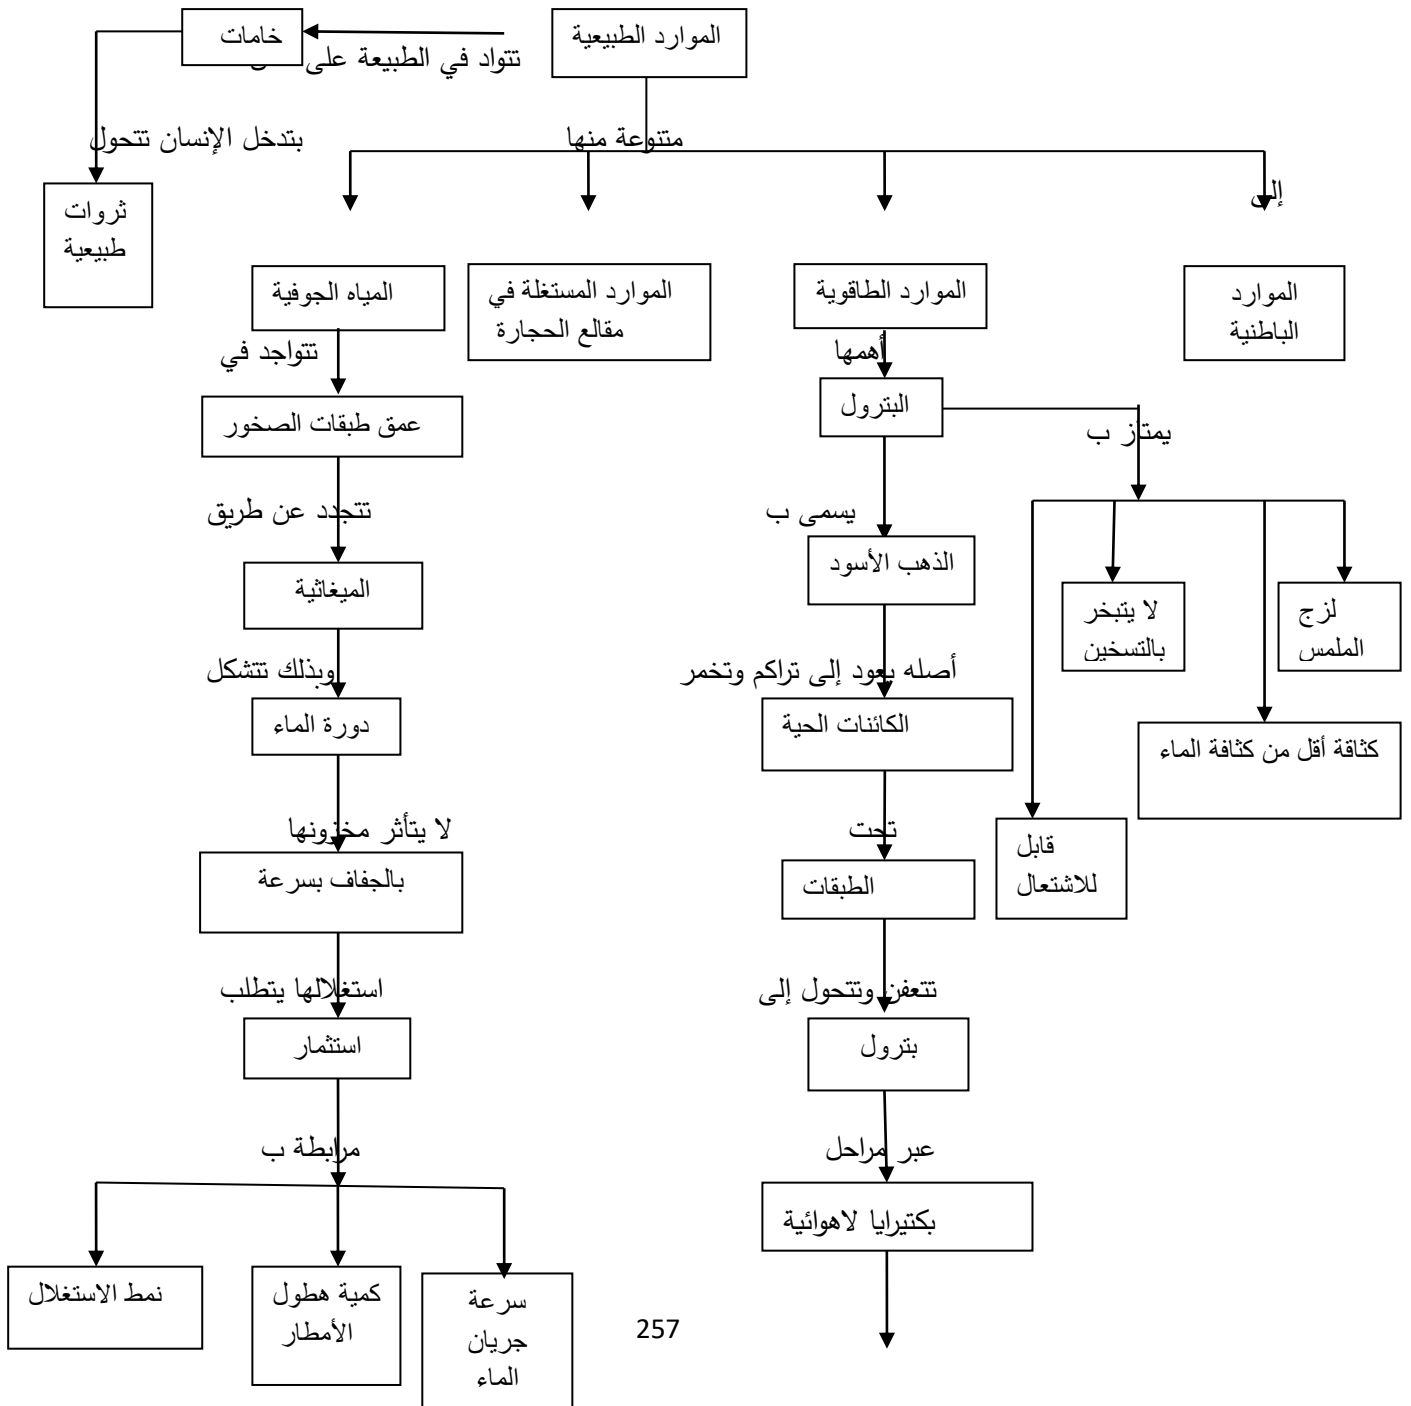 الموارد الطبيعية
خامات
تتواد في الطبيعة على
متنوعة منها
بتدخل الإنسان تتحول
إلى
ثروات
طبيعية
الموارد
الباطنية
الموارد الطاقوية
الموارد المستغلة في
مقالع الحجارة
المياه الجوفية
أهمها
تتواجد في
البترول
عمق طبقات الصخور
يمتاز ب
يسمى ب
تتجدد عن طريق
الذهب الأسود
الميغاثية
لزج
الملمس
لا يتبخر
بالتسخين
أصله يعود إلى تراكم وتخمر
وبذلك تتشكل
الكائنات الحية
دورة الماء
كثاقة أقل من كثافة الماء
تحت
لا يتأثر مخزونها
قابل
للاشتعال
الطبقات
بالجفاف بسرعة
تتعفن وتتحول إلى
استغلالها يتطلب
بترول
استثمار
عبر مراحل
مرابطة ب
بكتيرايا لاهوائية
سرعة
جريان
الماء
كمية هطول
الأمطار
نمط الاستغلال
257